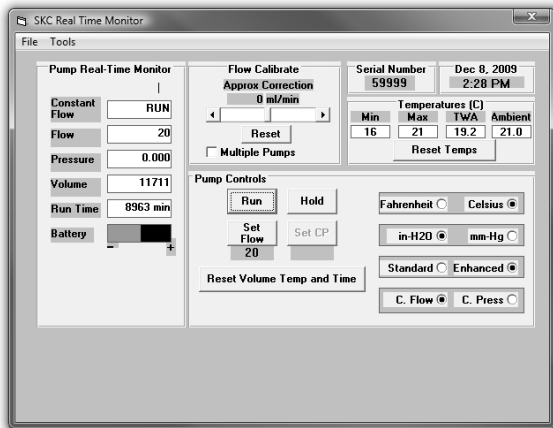 SKC Real Time Monitor
File Tools
Pump Real-Time Monitor
Constant Flow RUN
Flow 20
Pressure 0.000
Volume 11711
Run Time 8963 min
Battery
- +
Flow Calibrate
Approx Correction
0 ml/min
Reset
Multiple Pumps
Serial Number
59999
Dec 8, 2009
2:28 PM
Temperatures (C)
Min Max TWA Ambient
16 21 19.2 21.0
Reset Temps
Pump Controls
Run Hold
Set Flow Set CP
20
Reset Volume Temp and Time
Fahrenheit Celsius
in-H2O mm-Hg
Standard Enhanced
C. Flow C. Press